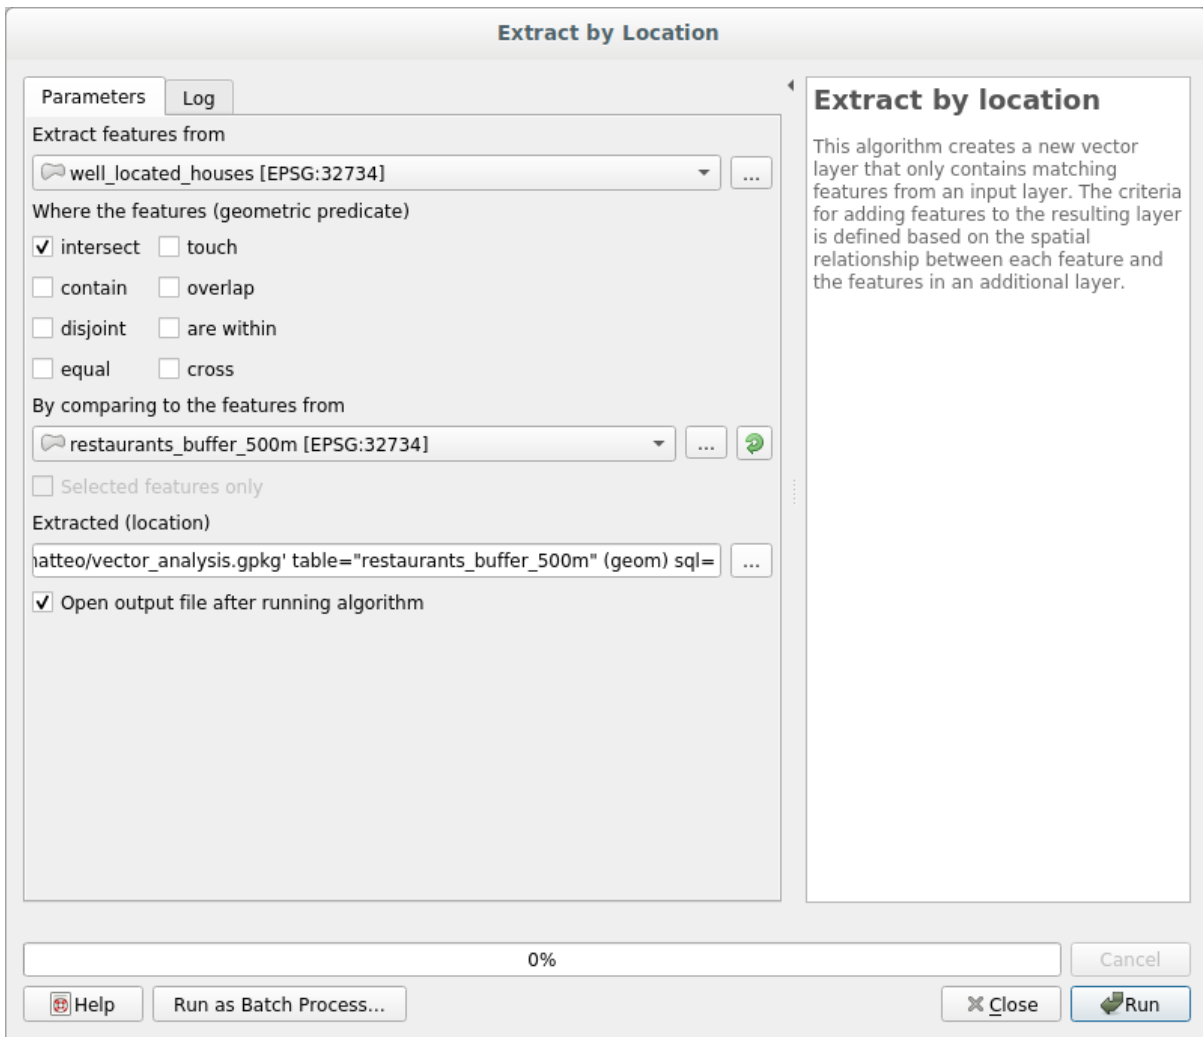 Extract by Location
Parameters
Log
Extract features from
well_located_houses [EPSG:32734]
...
Where the features (geometric predicate)
intersect
touch
contain
overlap
disjoint
are within
equal
cross
By comparing to the features from
restaurants_buffer_500m [EPSG:32734]
...
Selected features only
Extracted (location)
atteo/vector_analysis.gpkg' table="restaurants_buffer_500m" (geom) sql=
...
Open output file after running algorithm
Extract by location
This algorithm creates a new vector
layer that only contains matching
features from an input layer. The criteria
for adding features to the resulting layer
is defined based on the spatial
relationship between each feature and
the features in an additional layer.
0%
Cancel
Help
Run as Batch Process...
Close
Run